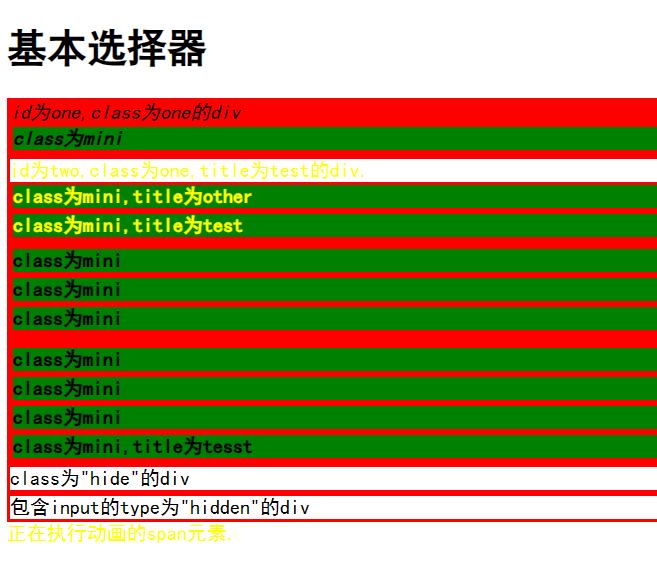 基本选择器
id为one,class为one的div
class为mini
id为two,class为one,title为test的div.
class为mini,title为other
class为mini,title为test
class为mini
class为mini
class为mini
class为mini
class为mini
class为mini
class为mini,title为tesst
class为"hide"的div
包含input的type为"hidden"的div
正在执行动画的span元素.